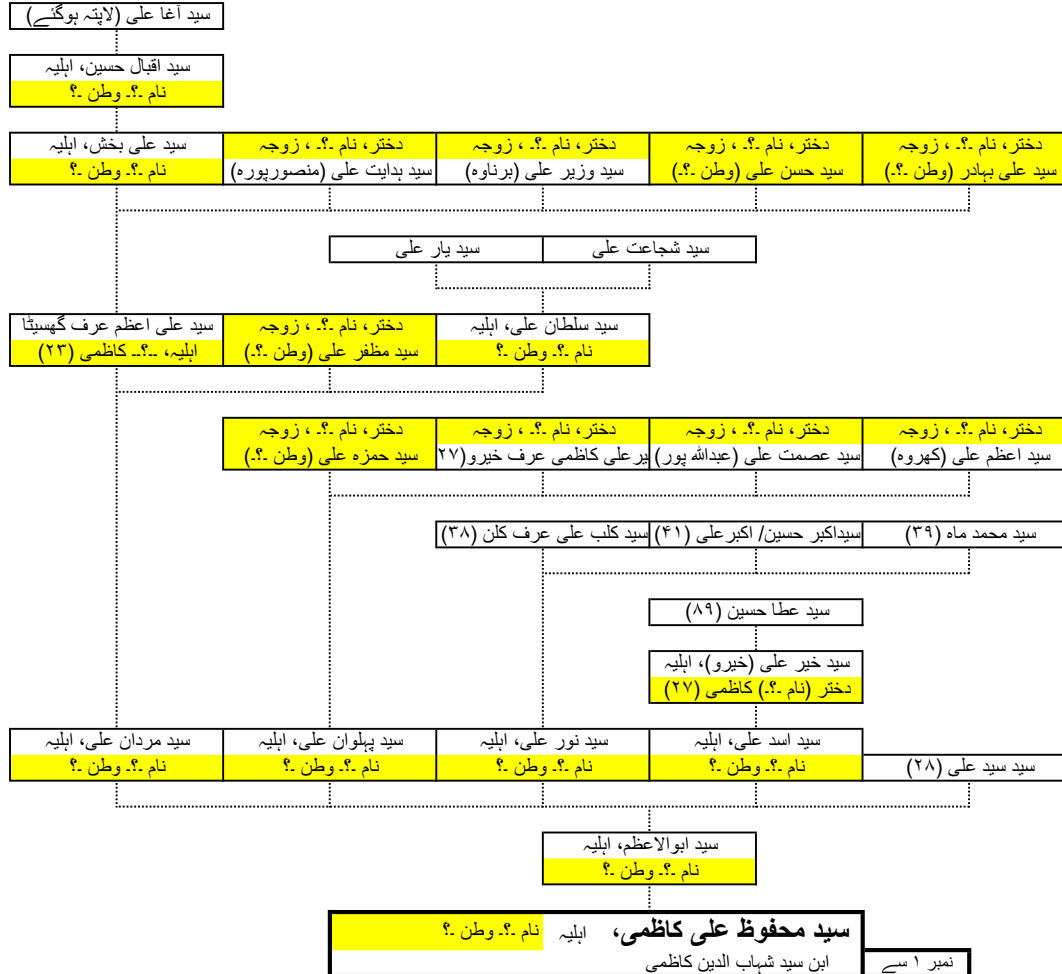 سید آغا علی (لاپتہ ہوگئے)
سید اقبال حسین، اہلیہ
نام ۔؟۔ وطن ۔؟
دختر، نام ۔؟۔ ، زوجہ
سید علی بہادر (وطن ۔؟۔)
دختر، نام ۔؟۔ ، زوجہ
سید حسن علی (وطن ۔؟۔)
دختر، نام ۔؟۔ ، زوجہ
سید وزیر علی (برناوہ)
دختر، نام ۔؟۔ ، زوجہ
سید ہدایت علی (منصورپورہ)
سید علی بخش، اہلیہ
نام ۔؟۔ وطن ۔؟
سید شجاعت علی
سید یار علی
سید سلطان علی، اہلیہ
نام ۔؟۔ وطن ۔؟
دختر، نام ۔؟۔ ، زوجہ
سید مظفر علی (وطن ۔؟۔)
سید علی اعظم عرف گھسیٹا
اہلیہ، ۔۔؟۔۔ کاظمی (۲۳)
دختر، نام ۔؟۔ ، زوجہ
سید اعظم علی (کھروہ)
دختر، نام ۔؟۔ ، زوجہ
سید عصمت علی (عبداللہ پور)
دختر، نام ۔؟۔ ، زوجہ
یر علی کاظمی عرف خیرو(۲۷
دختر، نام ۔؟۔ ، زوجہ
سید حمزہ علی (وطن ۔؟۔)
سید محمد ماہ (۳۹)
سیداکبر حسین/ اکبرعلی (۴۱)
سید کلب علی عرف کلن (۳۸)
سید عطا حسین (۸۹)
سید خیر علی (خیرو)، اہلیہ
دختر (نام ۔؟۔) کاظمی (۲۷)
سید سید علی (۲۸)
سید اسد علی، اہلیہ
نام ۔؟۔ وطن ۔؟
سید نور علی، اہلیہ
نام ۔؟۔ وطن ۔؟
سید پہلوان علی، اہلیہ
نام ۔؟۔ وطن ۔؟
سید مردان علی، اہلیہ
نام ۔؟۔ وطن ۔؟
سید ابوالاعظم، اہلیہ
نام ۔؟۔ وطن ۔؟
سید محفوظ علی کاظمی، اہلیہ نام ۔؟۔ وطن ۔؟
ابن سید شہاب الدین کاظمی
نمبر ۱ سے